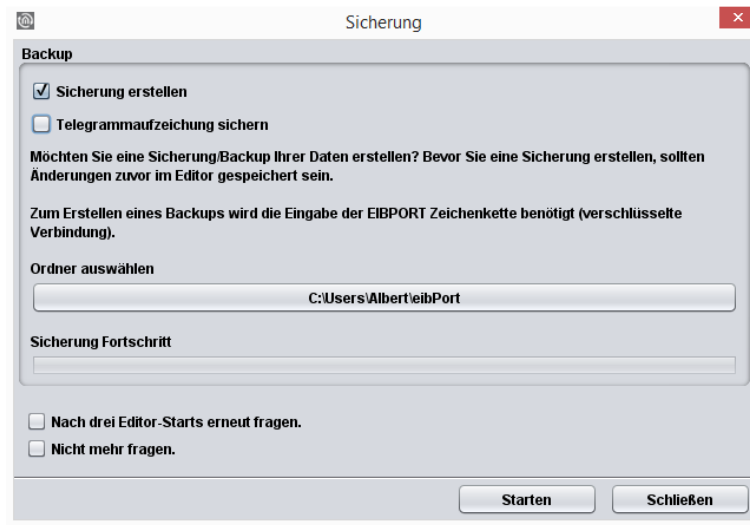 Sicherung
Backup
Sicherung erstellen
Telegrammaufzeichung sichern
Möchten Sie eine Sicherung/Backup Ihrer Daten erstellen? Bevor Sie eine Sicherung erstellen, sollten
Änderungen zuvor im Editor gespeichert sein.
Zum Erstellen eines Backups wird die Eingabe der EIBPORT Zeichenkette benötigt (verschlüsselte
Verbindung).
Ordner auswählen
C:\Users\Albert\eibPort
Sicherung Fortschritt
Nach drei Editor-Starts erneut fragen.
Nicht mehr fragen.
Starten
Schließen